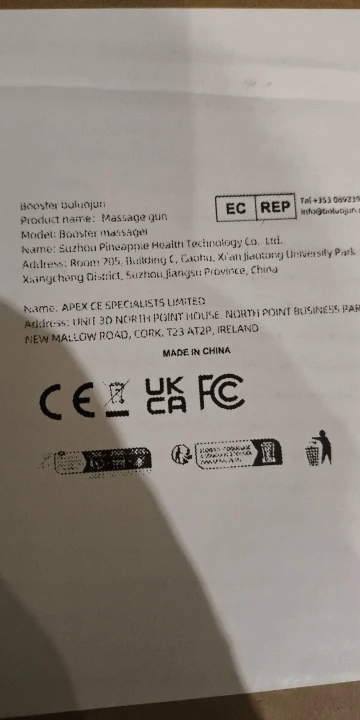 Booster
Product name: Massage gun
Model: Booster massager
Name: Suzhou Pineapple Health Technology Co., Ltd.
Address: Room 705, Building C, Gaohu, Xi'an Jiaotong University Park
Xiangcheng District, Suzhou, Jiangsu Province, China
EC REP
Tel
Name: APEX CE SPECIALISTS LIMITED
Address: UNIT 3D NORTH POINT HOUSE, NORTH POINT BUSINESS PAR
NEW MALLOW ROAD, CORK, T23 AT2P, IRELAND
MADE IN CHINA
CE UK CA FC